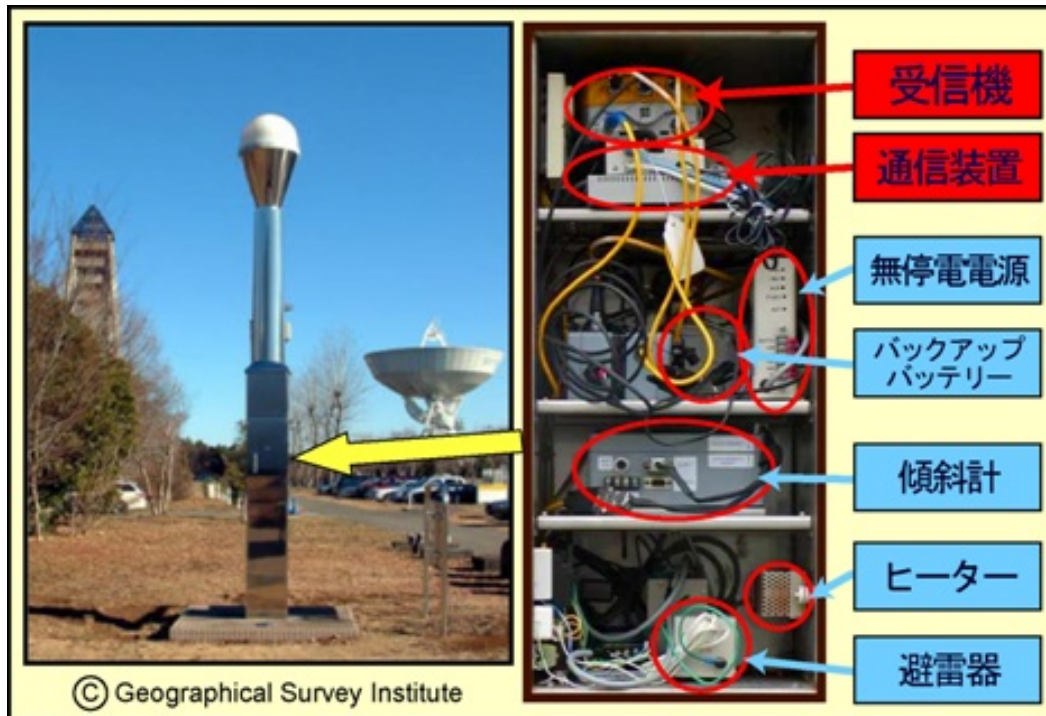 受信機
通信装置
無停電電源
バックアップ
バッテリー
傾斜計
ヒーター
避雷器
Ⓒ Geographical Survey Institute